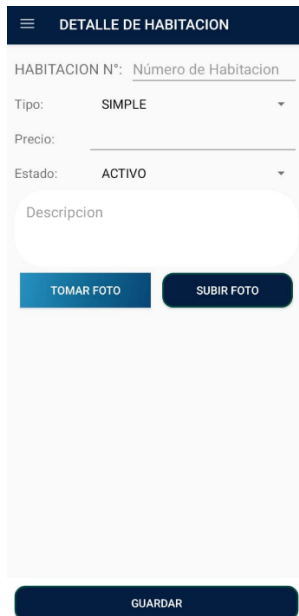 DETALLE DE HABITACION
HABITACION N°: Número de Habitacion
Tipo: SIMPLE
Precio:
Estado: ACTIVO
Descripcion
TOMAR FOTO SUBIR FOTO
GUARDAR